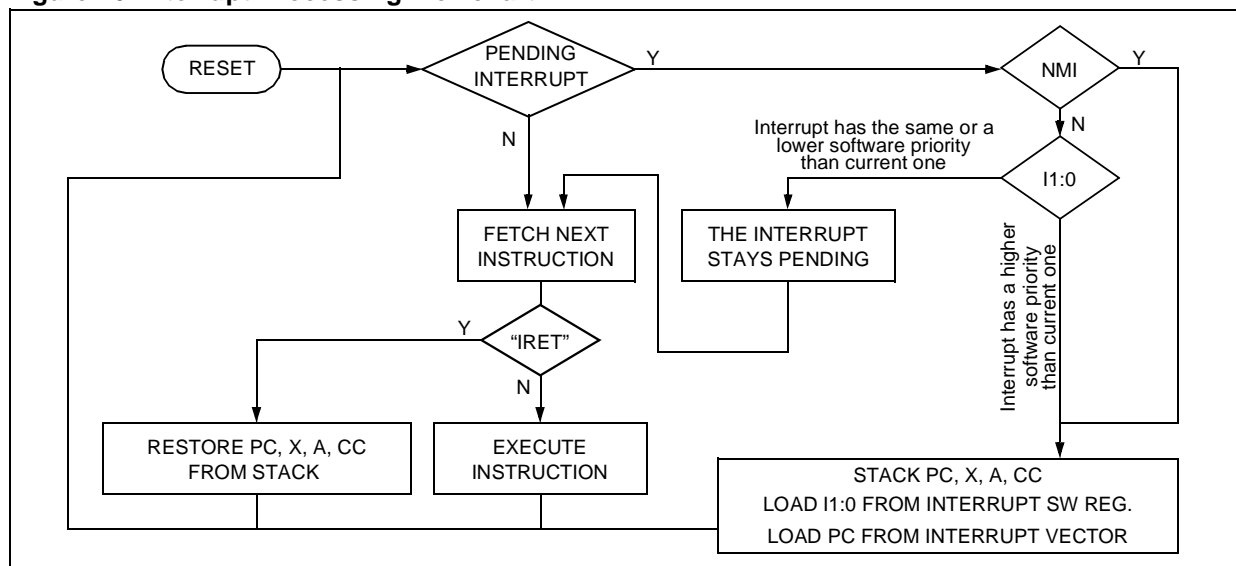 RESET
PENDING
INTERRUPT
Y
NMI
Y
N
N
Interrupt has the same or a
lower software priority
than current one
I1:0
FETCH NEXT
INSTRUCTION
THE INTERRUPT
STAYS PENDING
Interrupt has a higher
software priority
than current one
Y
“IRET”
N
RESTORE PC, X, A, CC
FROM STACK
EXECUTE
INSTRUCTION
STACK PC, X, A, CC
LOAD I1:0 FROM INTERRUPT SW REG.
LOAD PC FROM INTERRUPT VECTOR